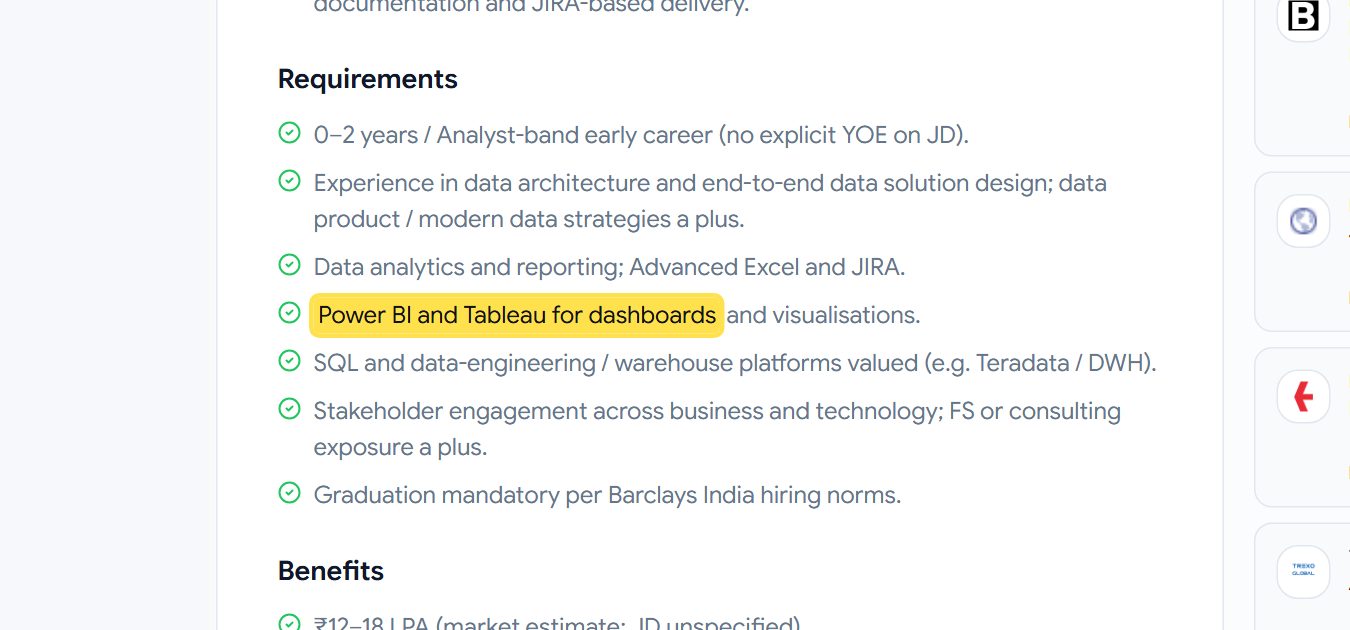 documentation and JIRA-based delivery.
Requirements
0–2 years / Analyst-band early career (no explicit YOE on JD).
Experience in data architecture and end-to-end data solution design; data
product / modern data strategies a plus.
Data analytics and reporting; Advanced Excel and JIRA.
Power BI and Tableau for dashboards and visualisations.
SQL and data-engineering / warehouse platforms valued (e.g. Teradata / DWH).
Stakeholder engagement across business and technology; FS or consulting
exposure a plus.
Graduation mandatory per Barclays India hiring norms.
Benefits
₹12–18 LPA (market estimate; JD unspecified)
B
TREXO
GLOBAL